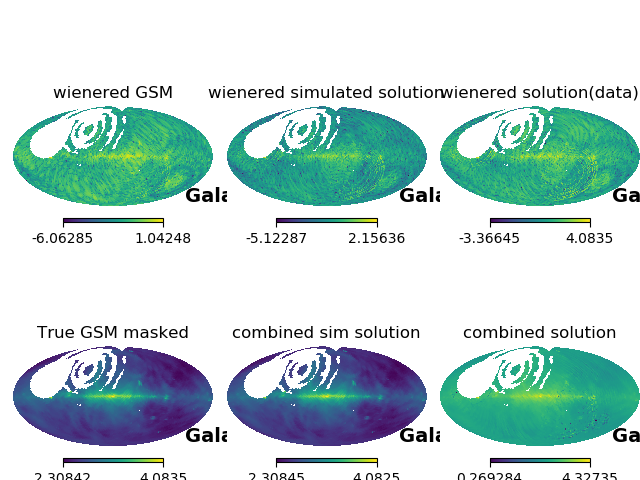 wienered GSM wienered simulated solution wienered solution(data)
Gala Gala Ga
-6.06285 1.04248 -5.12287 2.15636 -3.36645 4.0835
True GSM masked combined sim solution combined solution
Gala Gala Ga
2.30842 4.0835 2.30845 4.0825 0.269284 4.32735